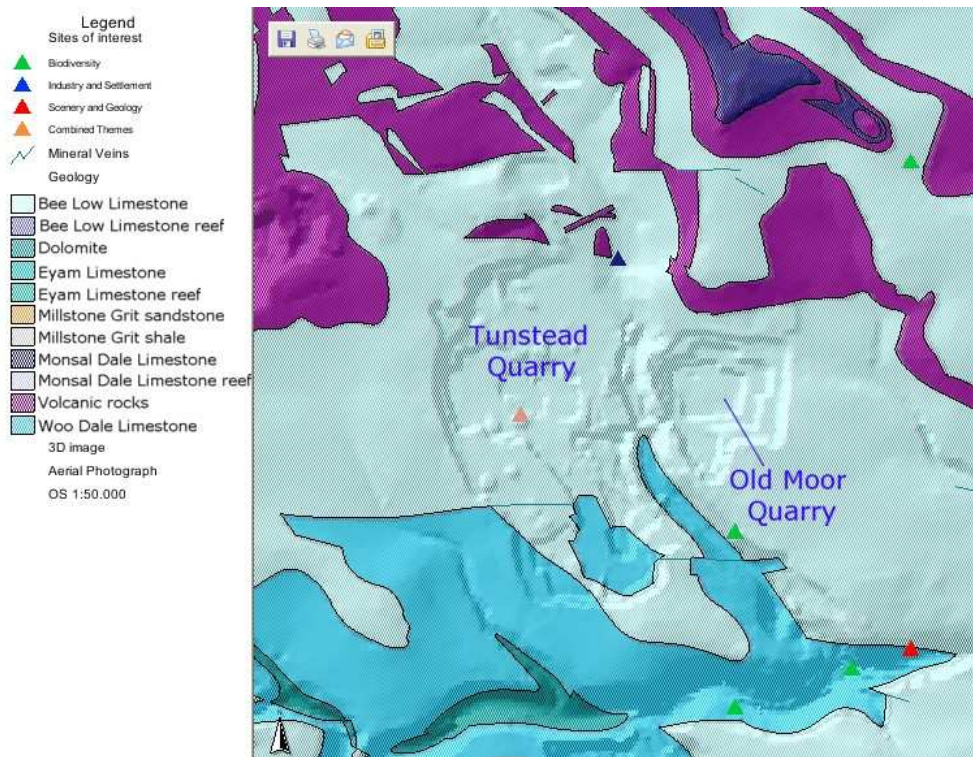 Legend
Sites of interest
Biodiversity
Industry and Settlement
Scenery and Geology
Combined Themes
Mineral Veins
Geology
Bee Low Limestone
Bee Low Limestone reef
Dolomite
Eyam Limestone
Eyam Limestone reef
Millstone Grit sandstone
Millstone Grit shale
Monsal Dale Limestone
Monsal Dale Limestone reef
Volcanic rocks
Woo Dale Limestone
3D image
Aerial Photograph
OS 1:50.000
Tunstead
Quarry
Old Moor
Quarry